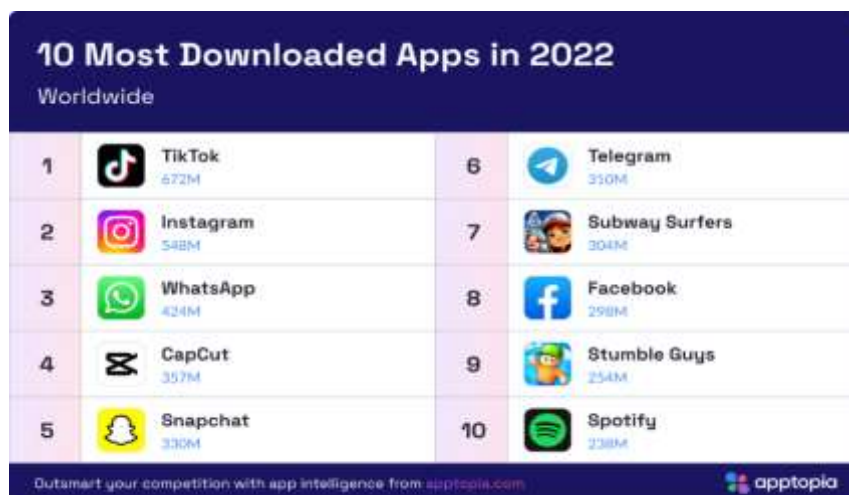 10 Most Downloaded Apps in 2022
Worldwide
1
TikTok
672M
2
Instagram
548M
3
WhatsApp
424M
4
CapCut
357M
5
Snapchat
330M
6
Telegram
310M
7
Subway Surfers
304M
8
Facebook
298M
9
Stumble Guys
254M
10
Spotify
238M
Outsmart your competition with app intelligence from apptopia.com
apptopia